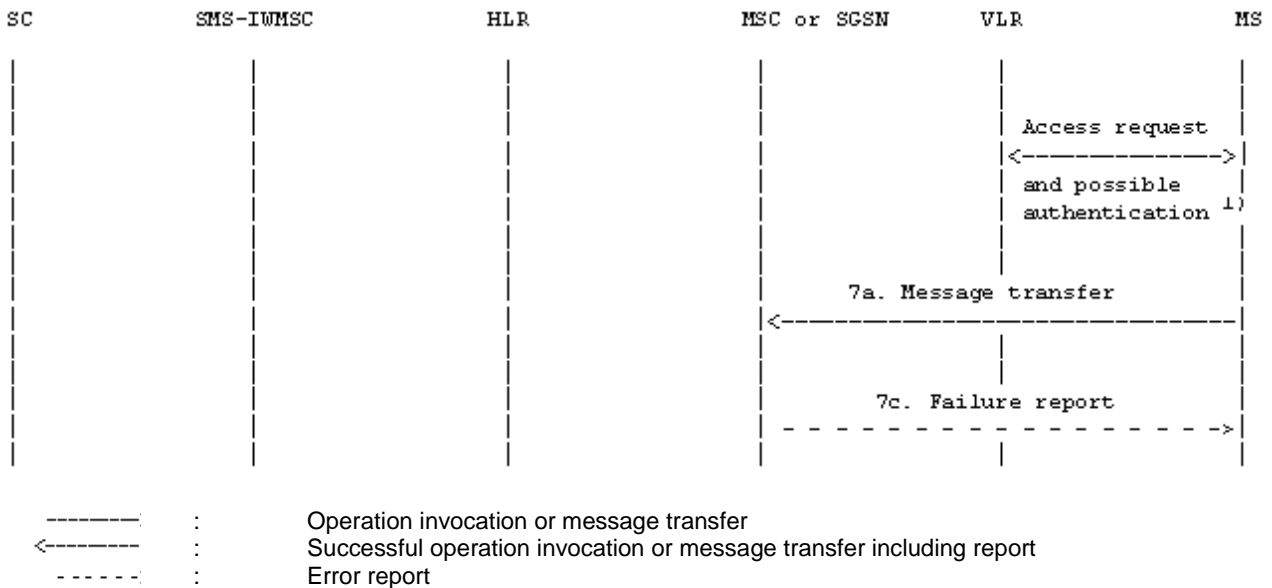 SC SMS-IWMSC HLR MSC or SGSN VLR MS
Access request
and possible
authentication 1)
7a. Message transfer
7c. Failure report
: Operation invocation or message transfer
: Successful operation invocation or message transfer including report
: Error report